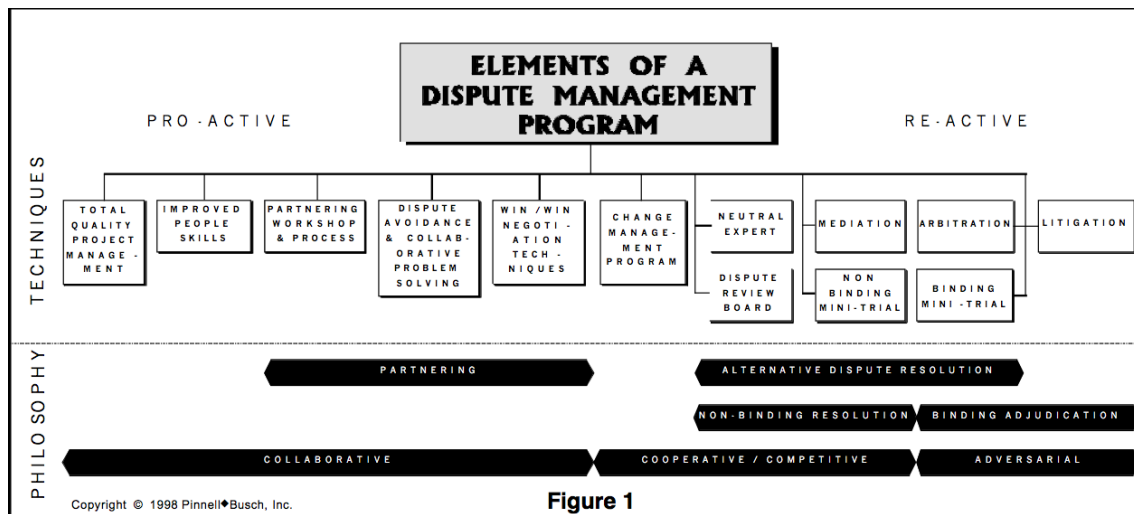 ELEMENTS OF A
DISPUTE MANAGEMENT
PROGRAM
PRO-ACTIVE
RE-ACTIVE
TECHNIQUES
TOTAL
QUALITY
PROJECT
MANAGE-
MENT
IMPROVED
PEOPLE
SKILLS
PARTNERING
WORKSHOP
& PROCESS
DISPUTE
AVOIDANCE
& COLLAB-
ORATIVE
PROBLEM
SOLVING
WIN/WIN
NEGOTI-
ATION
TECH-
NIQUES
CHANGE
MANAGE-
MENT
PROGRAM
NEUTRAL
EXPERT
MEDIATION
ARBITRATION
LITIGATION
DISPUTE
REVIEW
BOARD
NON
BINDING
MINI-TRIAL
BINDING
MINI-TRIAL
PHILOSOPHY
PARTNERING
ALTERNATIVE DISPUTE RESOLUTION
NON-BINDING RESOLUTION
BINDING ADJUDICATION
COLLABORATIVE
COOPERATIVE / COMPETITIVE
ADVERSARIAL
Copyright © 1998 Pinnell◆Busch, Inc.
Figure 1